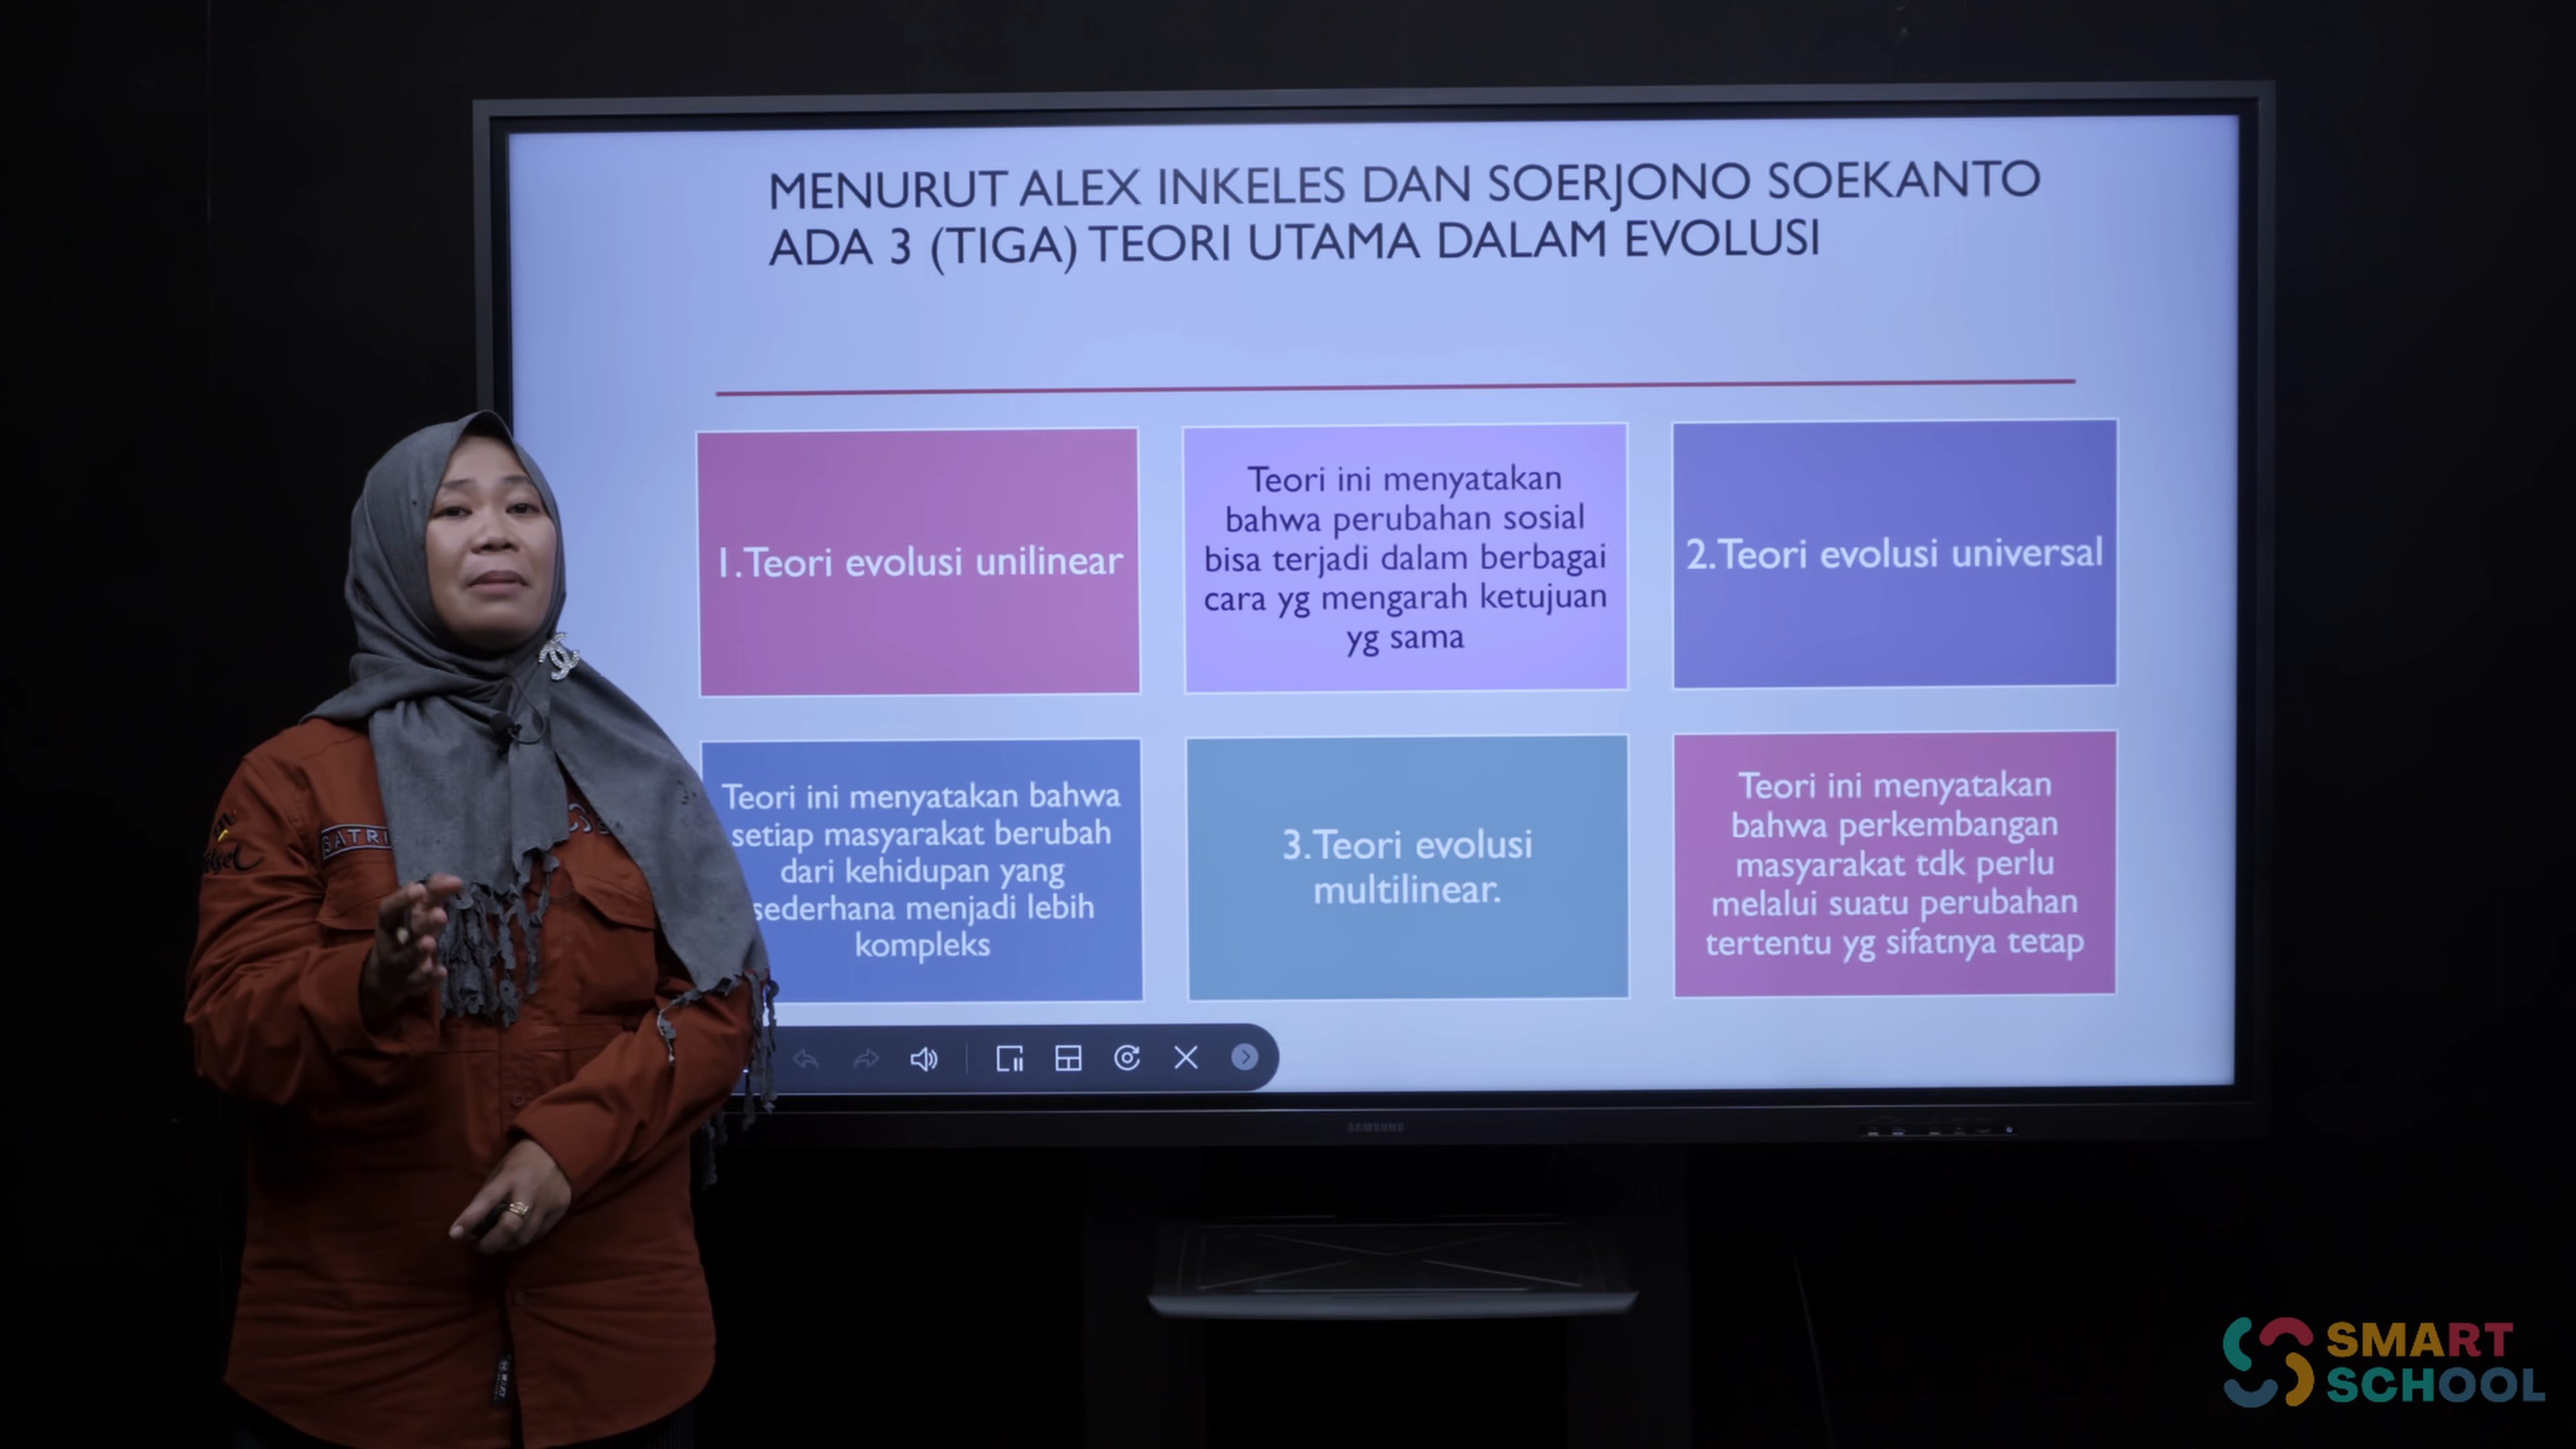 MENURUT ALEX INKELES DAN SOERJONO SOEKANTO
ADA 3 (TIGA) TEORI UTAMA DALAM EVOLUSI
1.Teori evolusi unilinear
Teori ini menyatakan
bahwa perubahan sosial
bisa terjadi dalam berbagai
cara yg mengarah ketujuan
yg sama
2.Teori evolusi universal
Teori ini menyatakan bahwa
setiap masyarakat berubah
dari kehidupan yang
sederhana menjadi lebih
kompleks
3.Teori evolusi
multilinear.
Teori ini menyatakan
bahwa perkembangan
masyarakat tdk perlu
melalui suatu perubahan
tertentu yg sifatnya tetap
SATRI
SAMSUNG
SMART
SCHOOL